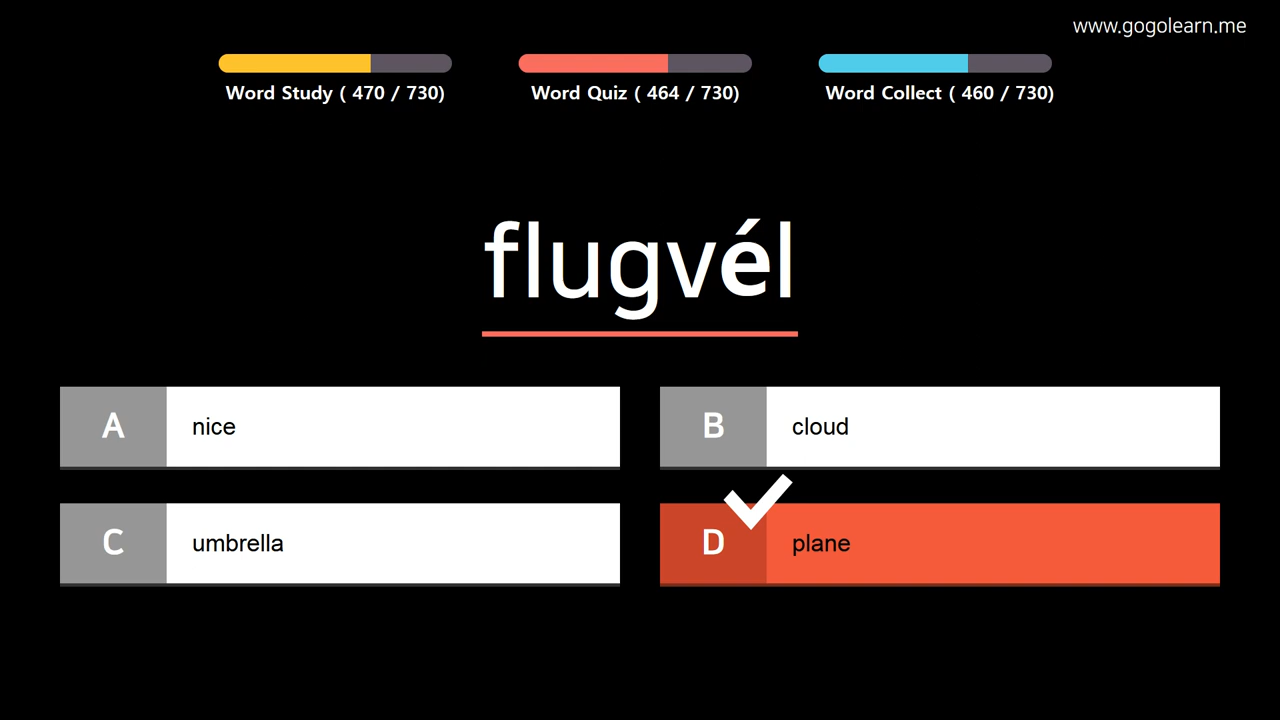 www.gogolearn.me
Word Study ( 470 / 730)
Word Quiz ( 464 / 730)
Word Collect ( 460 / 730)
flugvél
A nice
B cloud
C umbrella
D plane